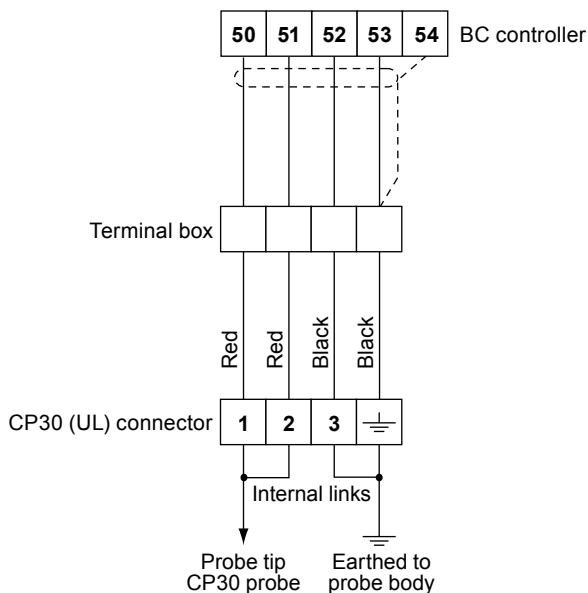 50 51 52 53 54 BC controller
Terminal box
Red Red Black Black
CP30 (UL) connector 1 2 3
Internal links
Probe tip
CP30 probe
Earthed to
probe body